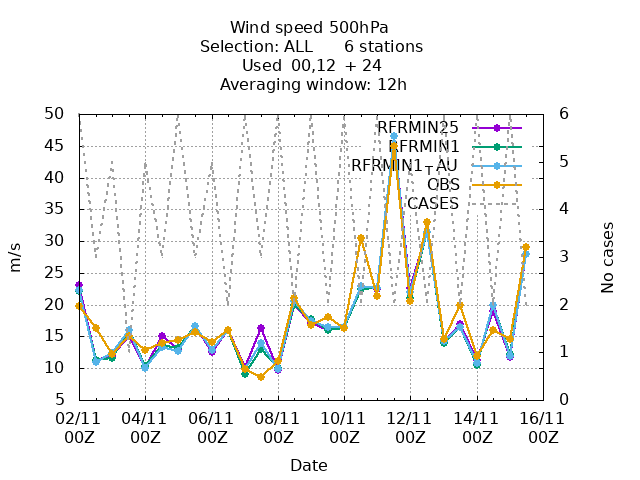 Wind speed 500hPa
Selection: ALL 6 stations
Used 00,12 + 24
Averaging window: 12h
50
45
40
35
30
25
20
15
10
5
m/s
6
5
4
3
2
1
0
No cases
RFRMIN25
RFRMIN1
RFRMIN1_AU
OBS
CASES
02/11 04/11 06/11 08/11 10/11 12/11 14/11 16/11
00Z 00Z 00Z 00Z 00Z 00Z 00Z 00Z
Date